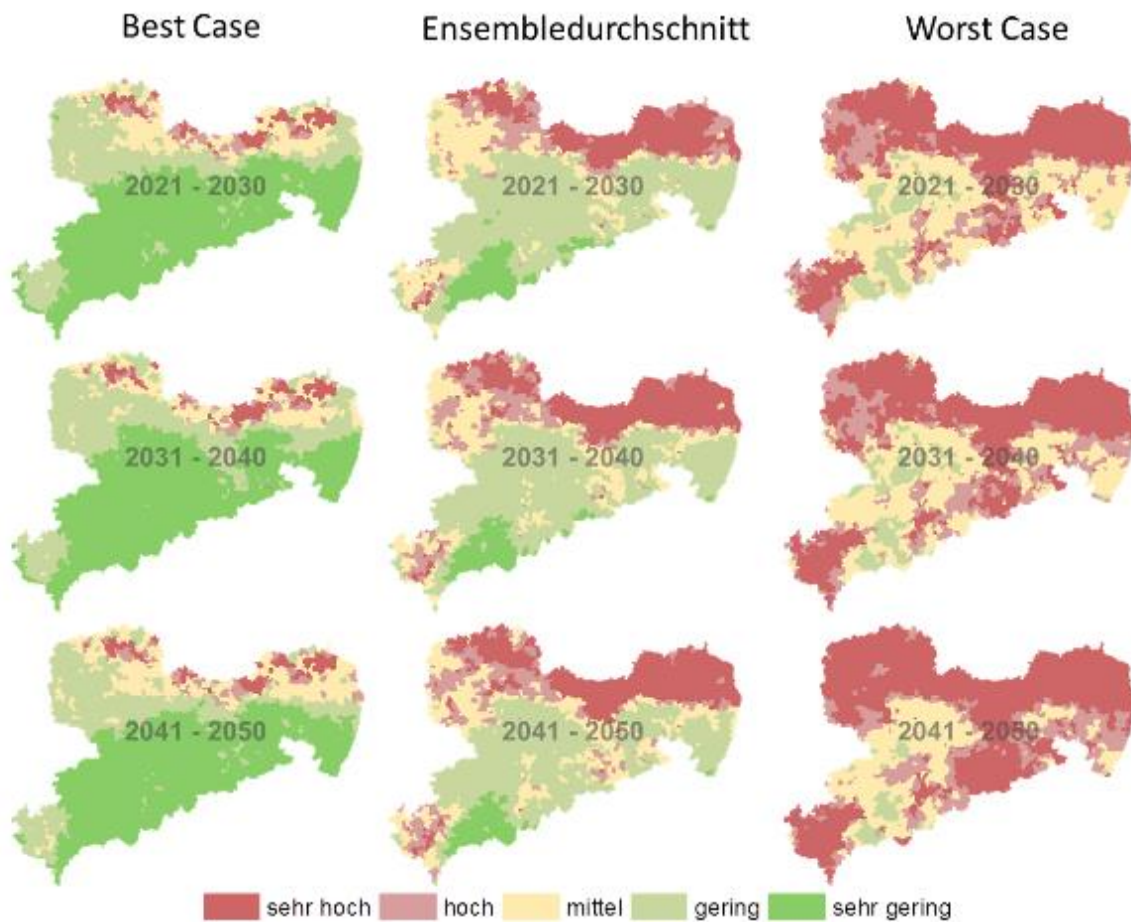 Best Case Ensembledurchschnitt Worst Case
2021 - 2030 2021 - 2030 2021 - 2030
2031 - 2040 2031 - 2040 2031 - 2040
2041 - 2050 2041 - 2050 2041 - 2050
sehr hoch hoch mittel gering sehr gering